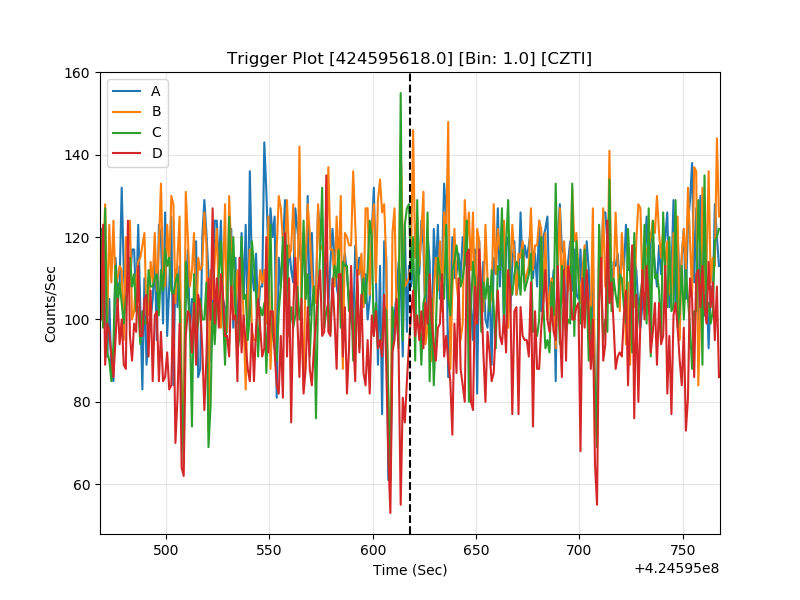 Trigger Plot [424595618.0] [Bin: 1.0] [CZTI]
160
140
120
100
80
60
Counts/Sec
A
B
C
D
500
550
600
650
700
750
Time (Sec)
+4.24595e8